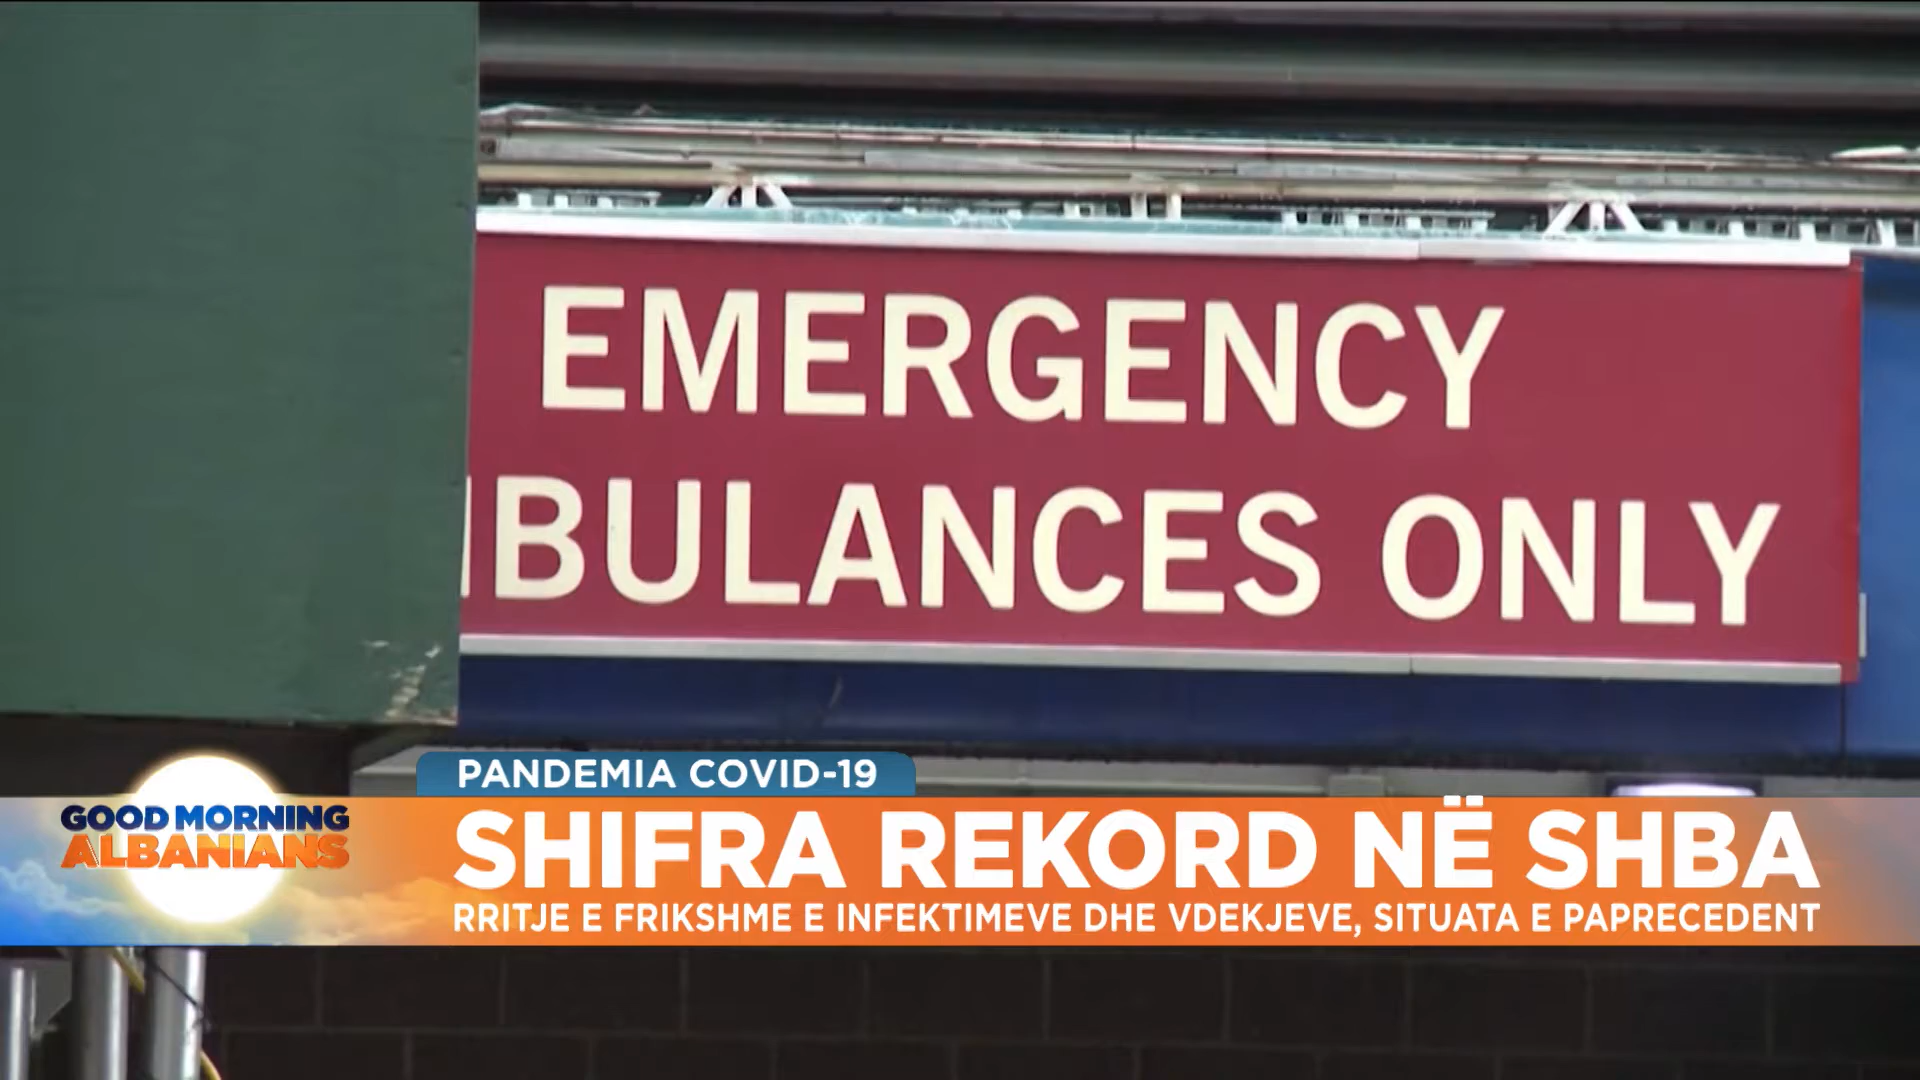 EMERGENCY
BULANCES ONLY
PANDEMIA COVID-19
GOOD MORNING
ALBANIANS
SHIFRA REKORD NË SHBA
RRITJE E FRIKSHME E INFEKTIMEVE DHE VDEKJEVE, SITUATA E PAPRECEDENT